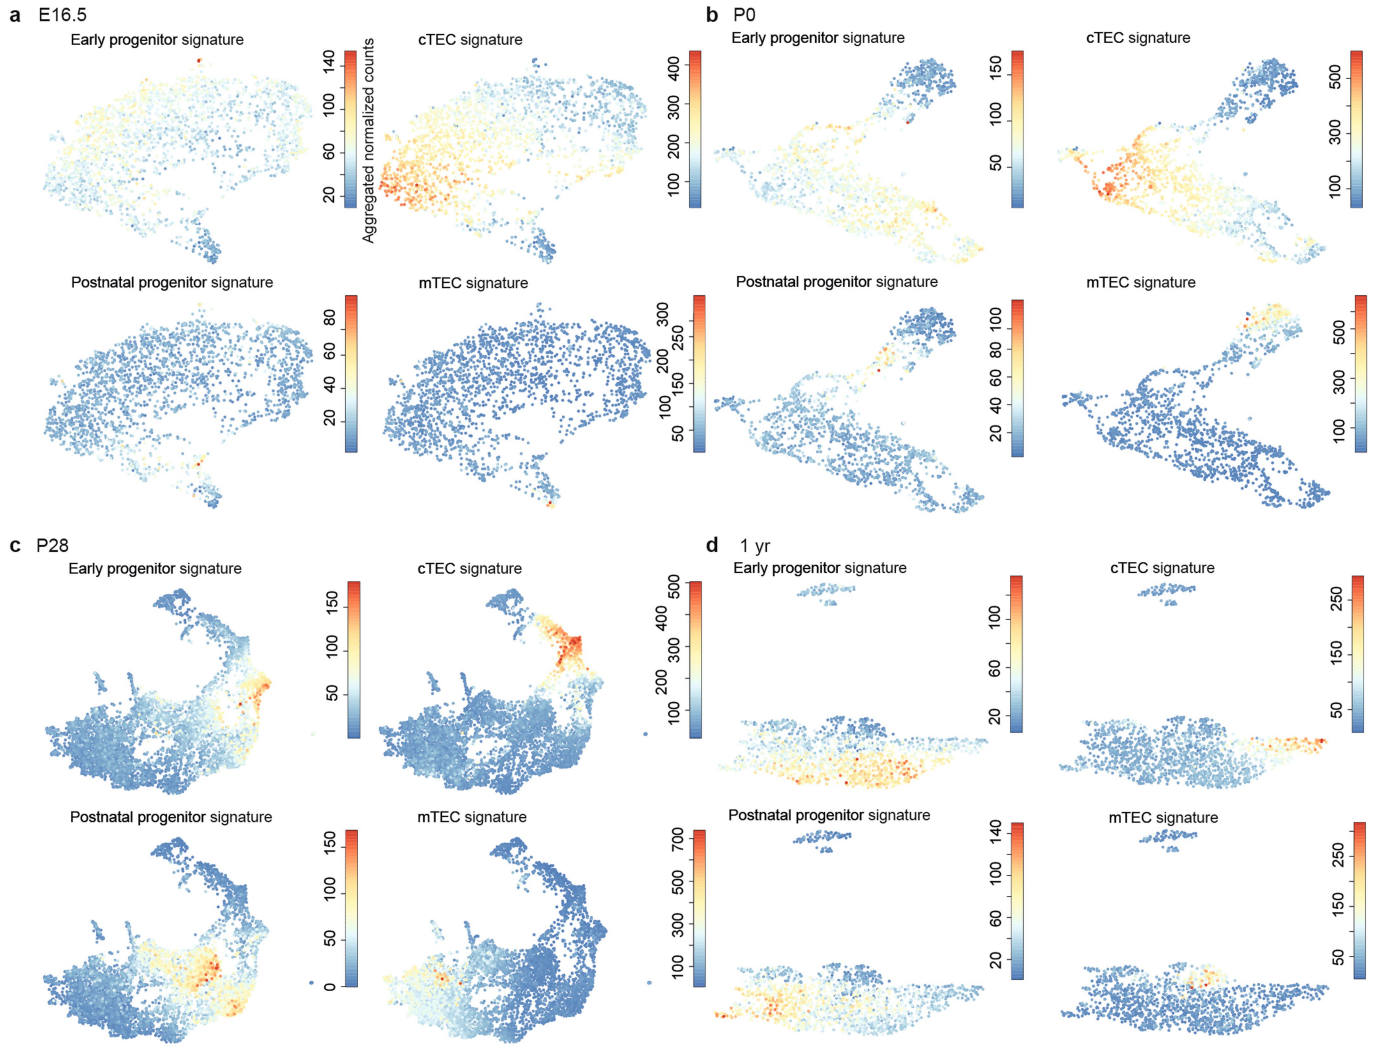 a E16.5
Early progenitor signature
140
100
60
20
Aggregated normalized counts
cTEC signature
400
300
200
100
Postnatal progenitor signature
80
60
40
20
mTEC signature
300
250
200
150
100
50
b P0
Early progenitor signature
150
100
50
cTEC signature
500
300
100
Postnatal progenitor signature
100
80
60
40
20
mTEC signature
500
300
100
c P28
Early progenitor signature
150
100
50
cTEC signature
500
400
300
200
100
Postnatal progenitor signature
150
100
50
0
mTEC signature
700
500
300
100
d 1 yr
Early progenitor signature
100
60
20
cTEC signature
250
150
50
Postnatal progenitor signature
140
100
60
20
mTEC signature
250
150
50